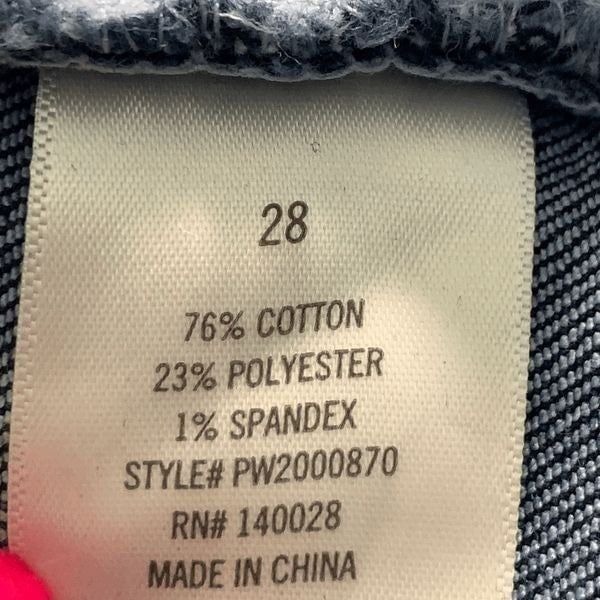 28
76% COTTON
23% POLYESTER
1% SPANDEX
STYLE# PW2000870
RN# 140028
MADE IN CHINA